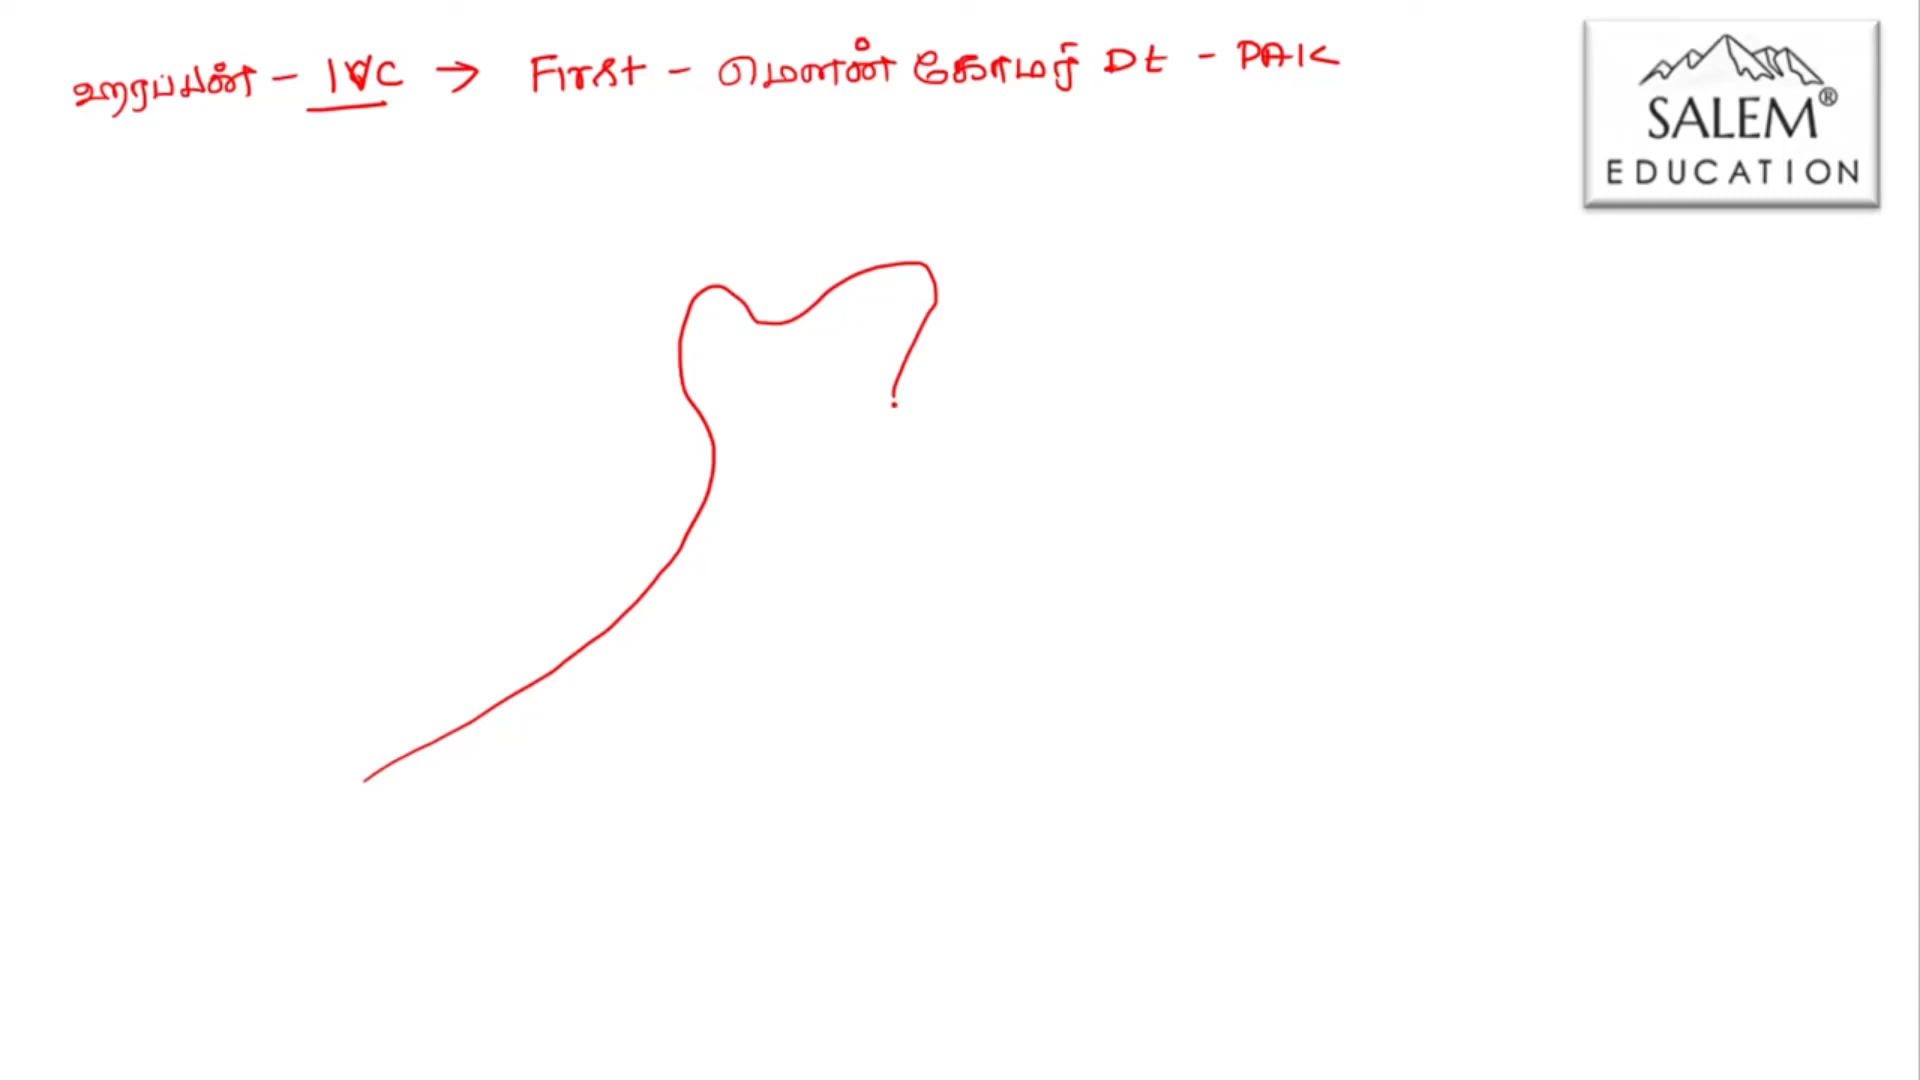 ஹரப்பன் - IVC → First - மௌண்ட்கோமர் Dt - PAK
SALEM®
EDUCATION